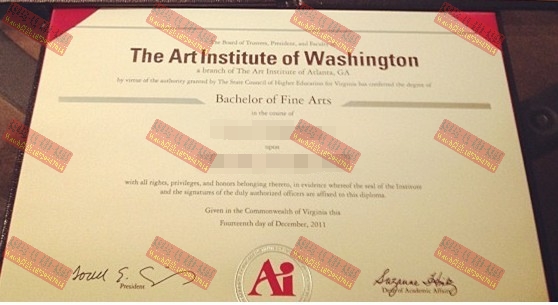 The Board of Trustees, President, and Faculty of
The Art Institute of Washington
a branch of The Art Institute of Atlanta, GA
by virtue of the authority granted by The State Council of Higher Education for Virginia has conferred the degree of
Bachelor of Fine Arts
in the course of
upon
with all rights, privileges, and honors belonging thereto, in evidence whereof the seal of the Institute
and the signatures of the duly authorized officers are affixed to this diploma.
Given in the Commonwealth of Virginia this
Fourteenth day of December, 2011
Ai
President
Dean of Academic Affairs